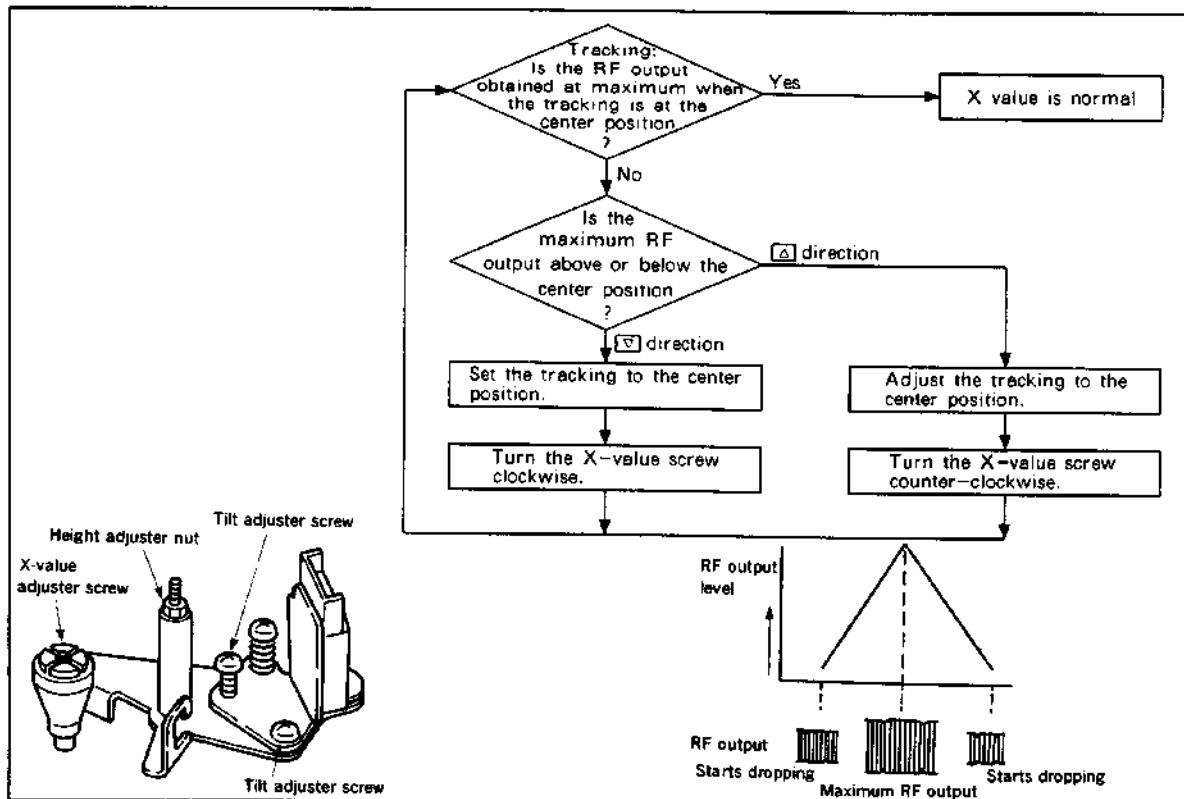 Tracking:
Is the RF output
obtained at maximum when
the tracking is at the
center position
?
Yes
X value is normal
No
Is the
maximum RF
output above or below the
center position
?
△ direction
▽ direction
Set the tracking to the center
position.
Adjust the tracking to the
center position.
Turn the X-value screw
clockwise.
Turn the X-value screw
counter-clockwise.
Tilt adjuster screw
Height adjuster nut
X-value
adjuster screw
Tilt adjuster screw
RF output
level
RF output
Starts dropping
Maximum RF output
Starts dropping